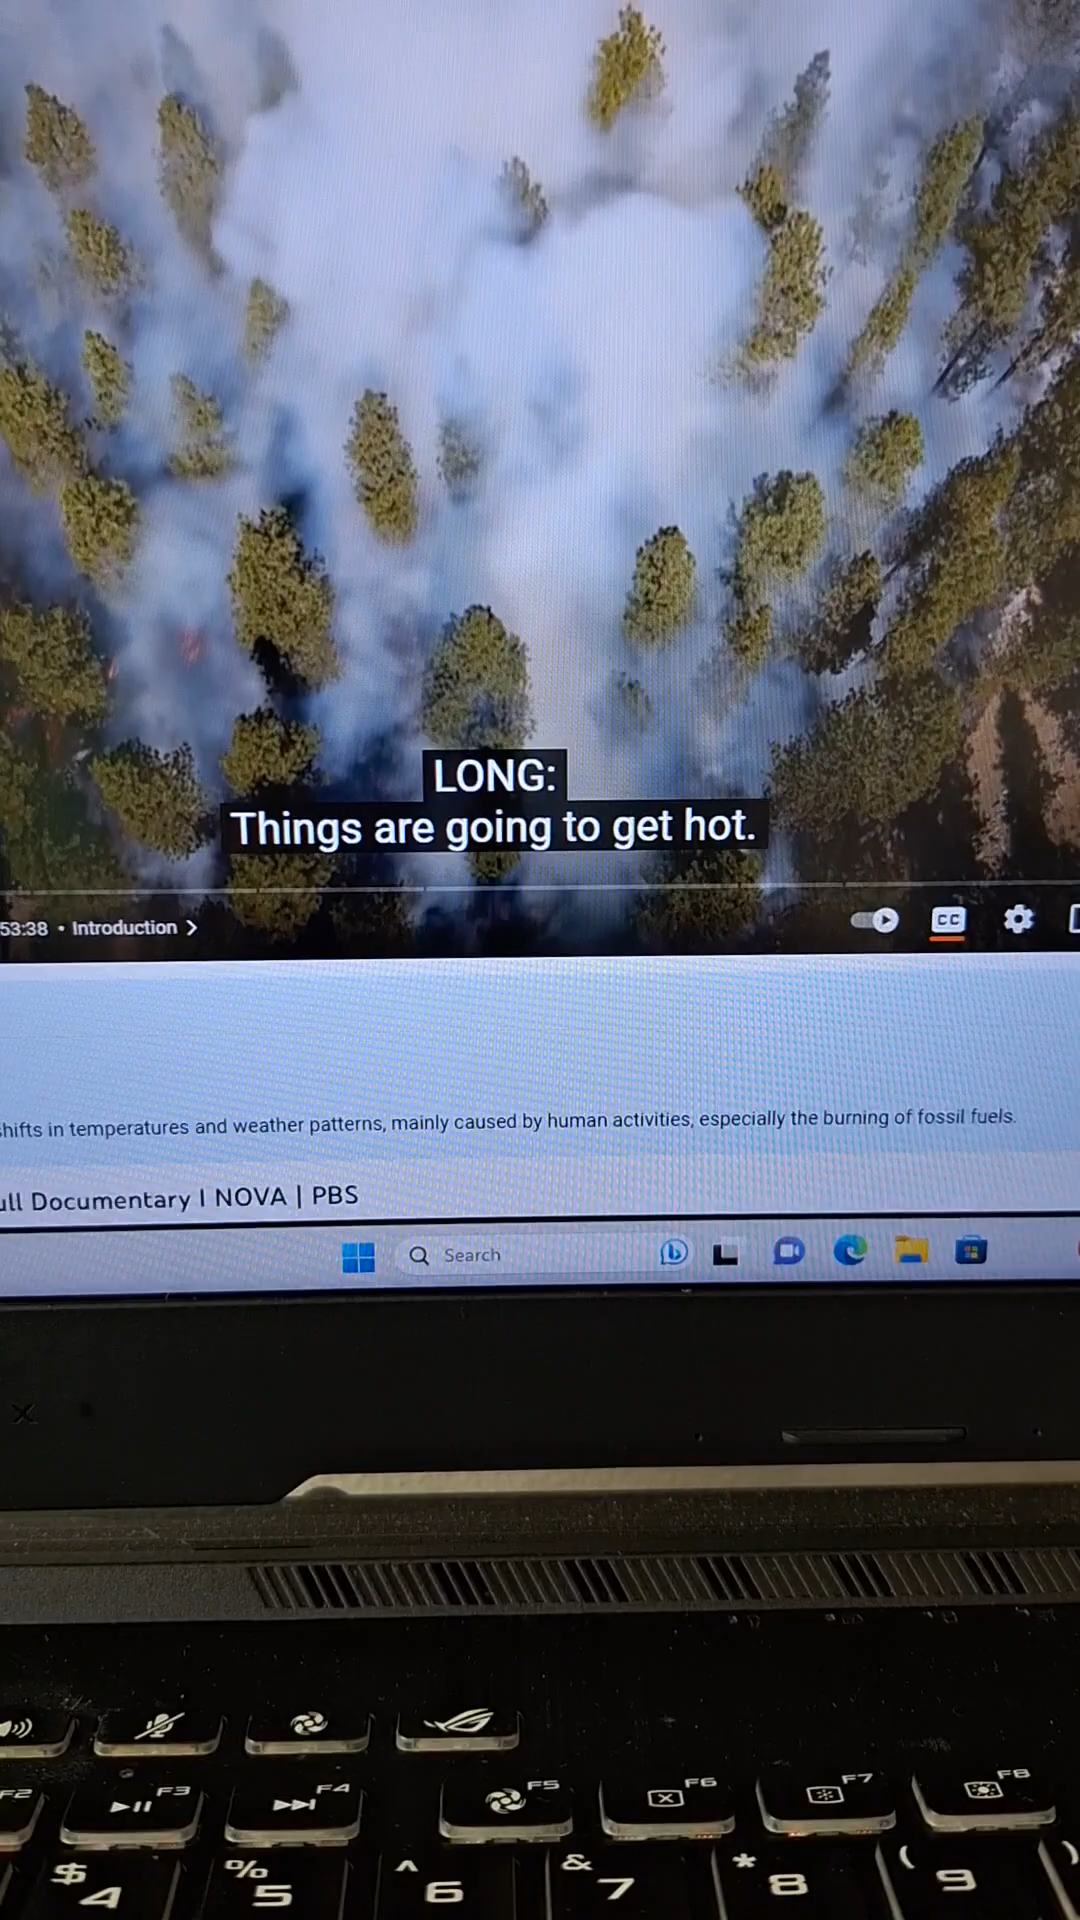 LONG:
Things are going to get hot.
53:38 • Introduction
CC
shifts in temperatures and weather patterns, mainly caused by human activities, especially the burning of fossil fuels.
ull Documentary I NOVA | PBS
Search
F2 F3 F4 F5 F6 F7 F8
$ % ^ & * ( )
4 5 6 7 8 9